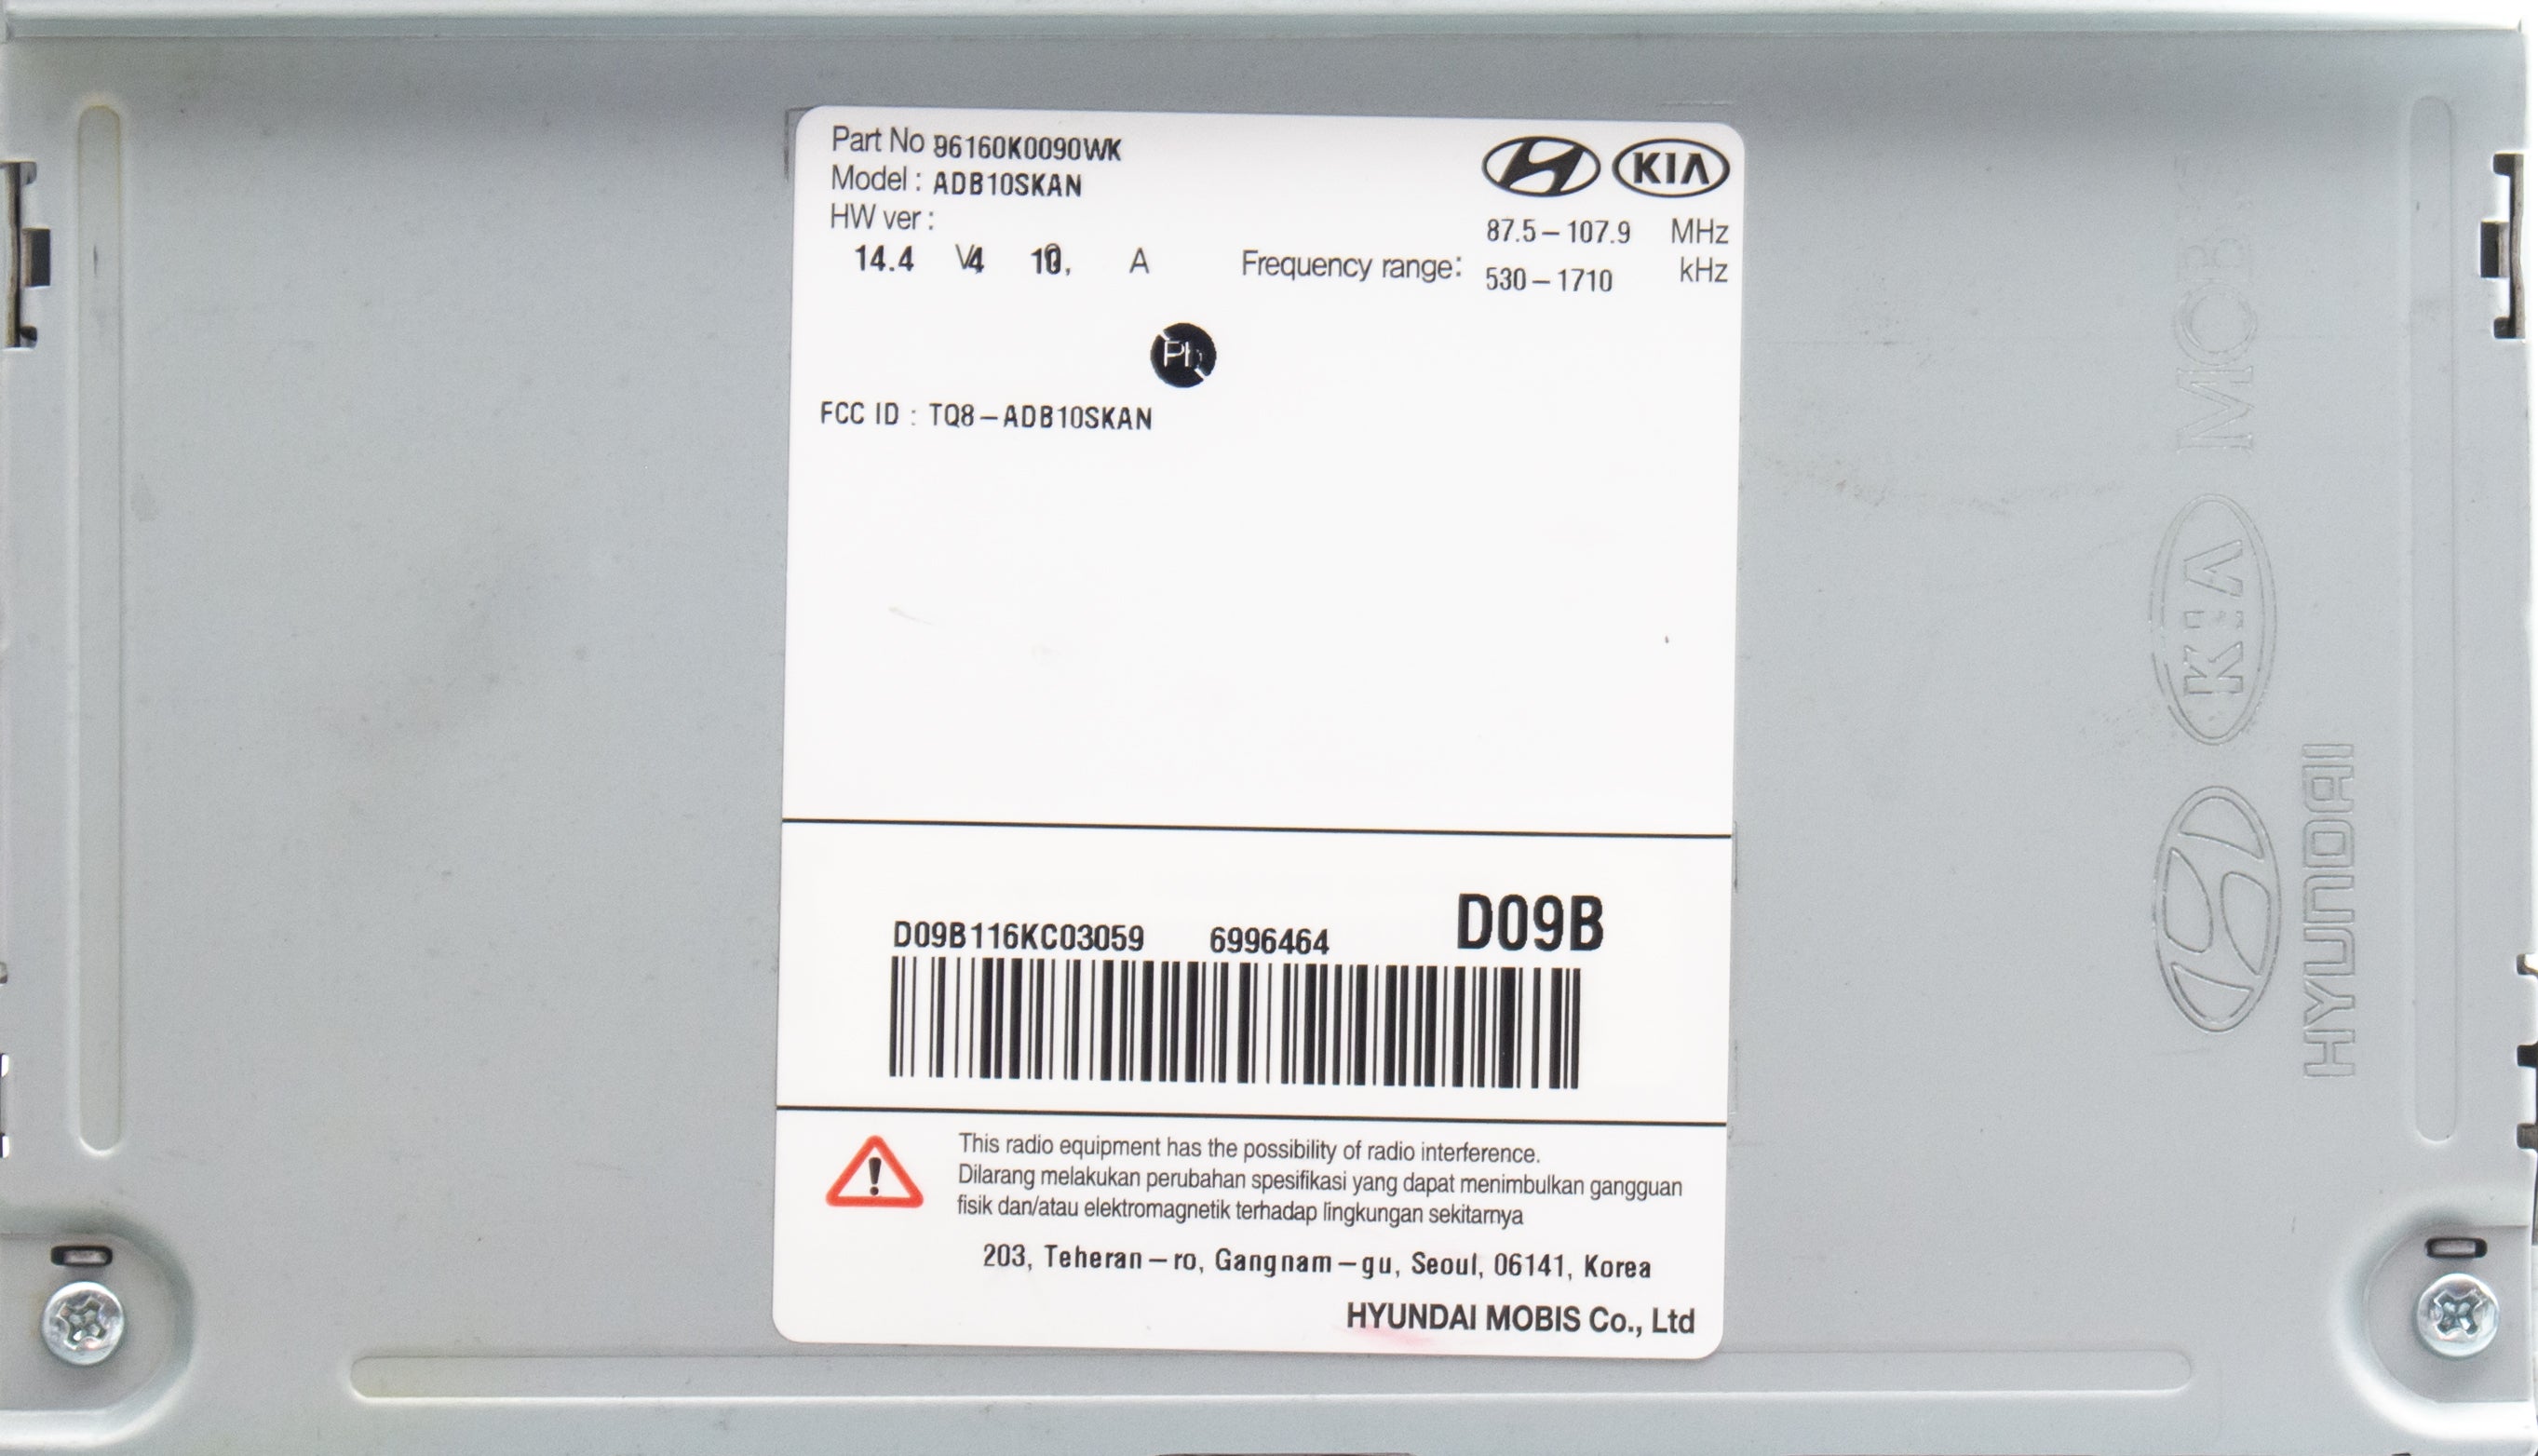 Part No 96160K0090WK
Model : ADB10SKAN
HW ver :
14.4 V 10, A
KIA
87.5-107.9 MHz
Frequency range: 530-1710 kHz
Pb
FCC ID : TQ8-ADB10SKAN
D09B116KC03059 6996464 D09B
This radio equipment has the possibility of radio interference.
Dilarang melakukan perubahan spesifikasi yang dapat menimbulkan gangguan
fisik dan/atau elektromagnetik terhadap lingkungan sekitarnya
203, Teheran-ro, Gangnam-gu, Seoul, 06141, Korea
HYUNDAI MOBIS Co., Ltd
KIA
HYUNDAI